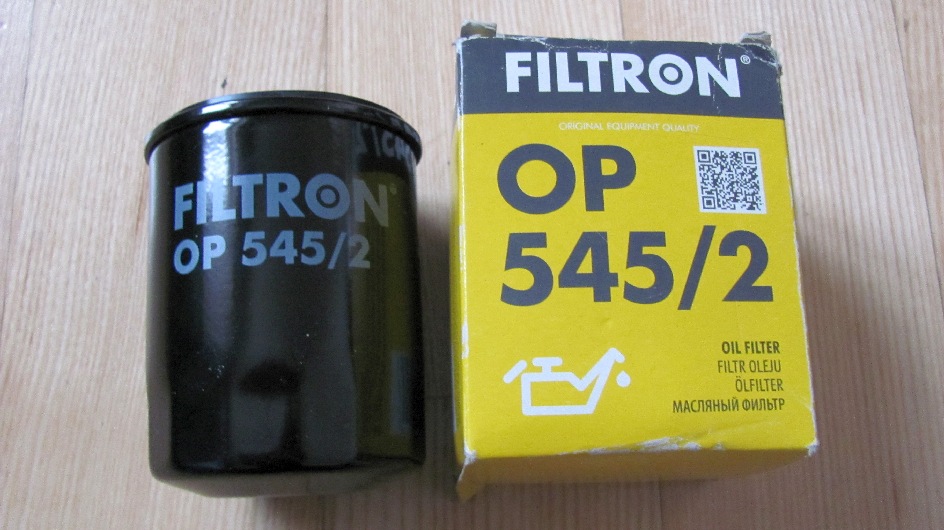 FILTRON
OP 545/2
FILTRON®
ORIGINAL EQUIPMENT QUALITY
OP
545/2
OIL FILTER
FILTR OLEJU
ÖLFILTER
МАСЛЯНЫЙ ФИЛЬТР